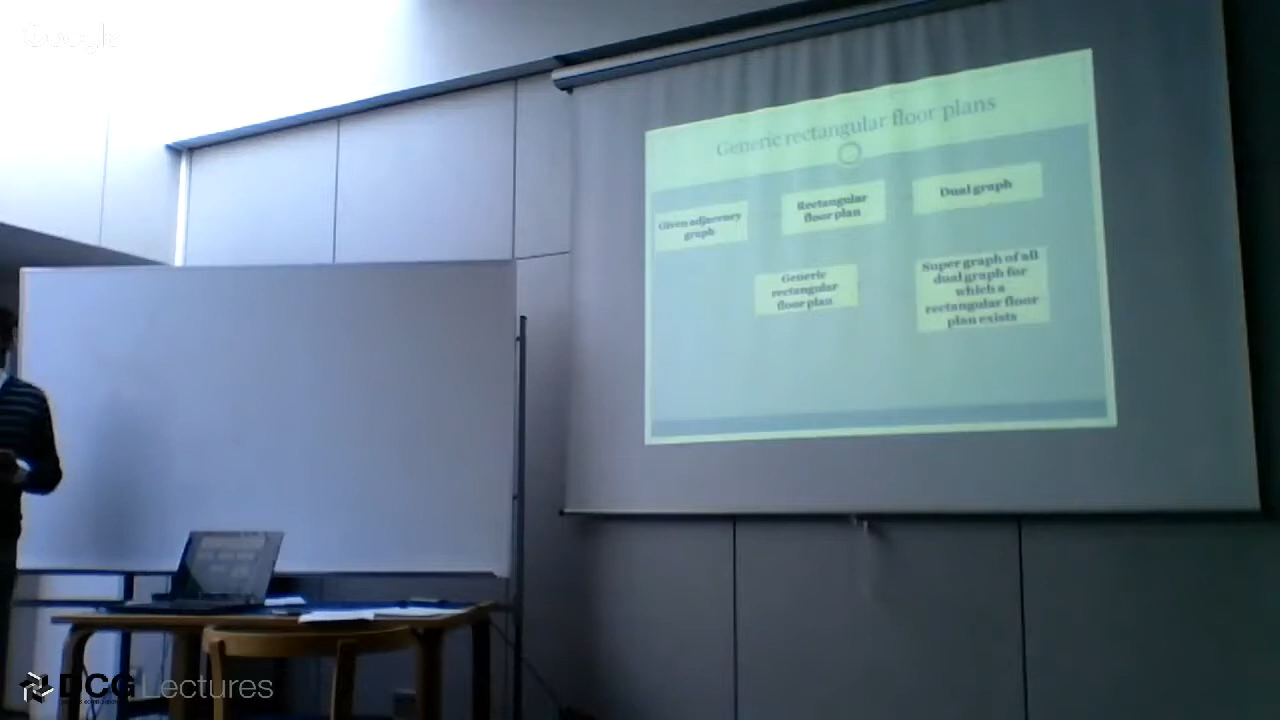 Google
Generic rectangular floor plans
Given adjacency
graph
Rectangular
floor plan
Dual graph
Generic
rectangular
floor plan
Super graph of all
dual graph for
which a
rectangular floor
plan exists
DCG Lectures